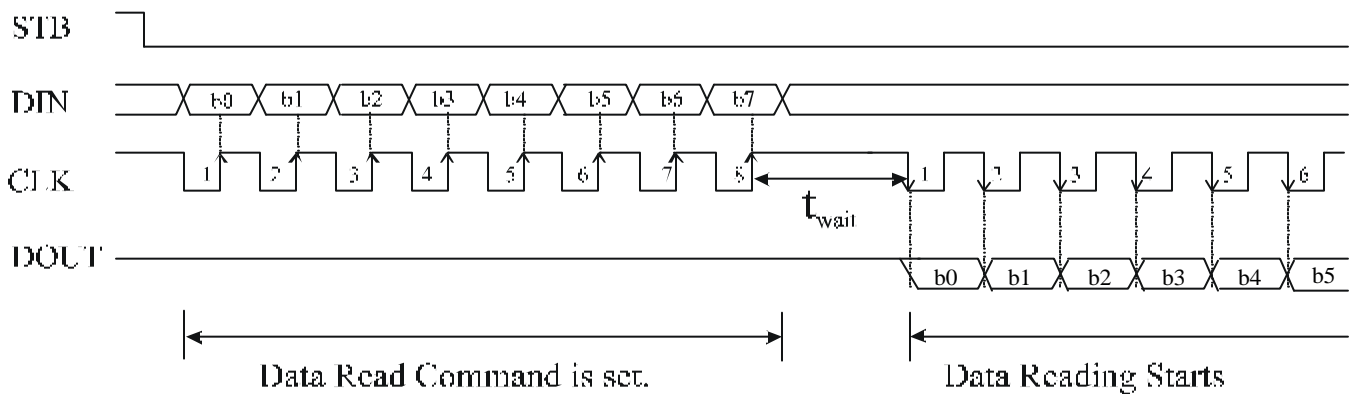 STB
DIN b0 b1 b2 b3 b4 b5 b6 b7
CLK 1 2 3 4 5 6 7 8 1 2 3 4 5 6
t wait
DOUT b0 b1 b2 b3 b4 b5
Data Read Command is set. Data Reading Starts